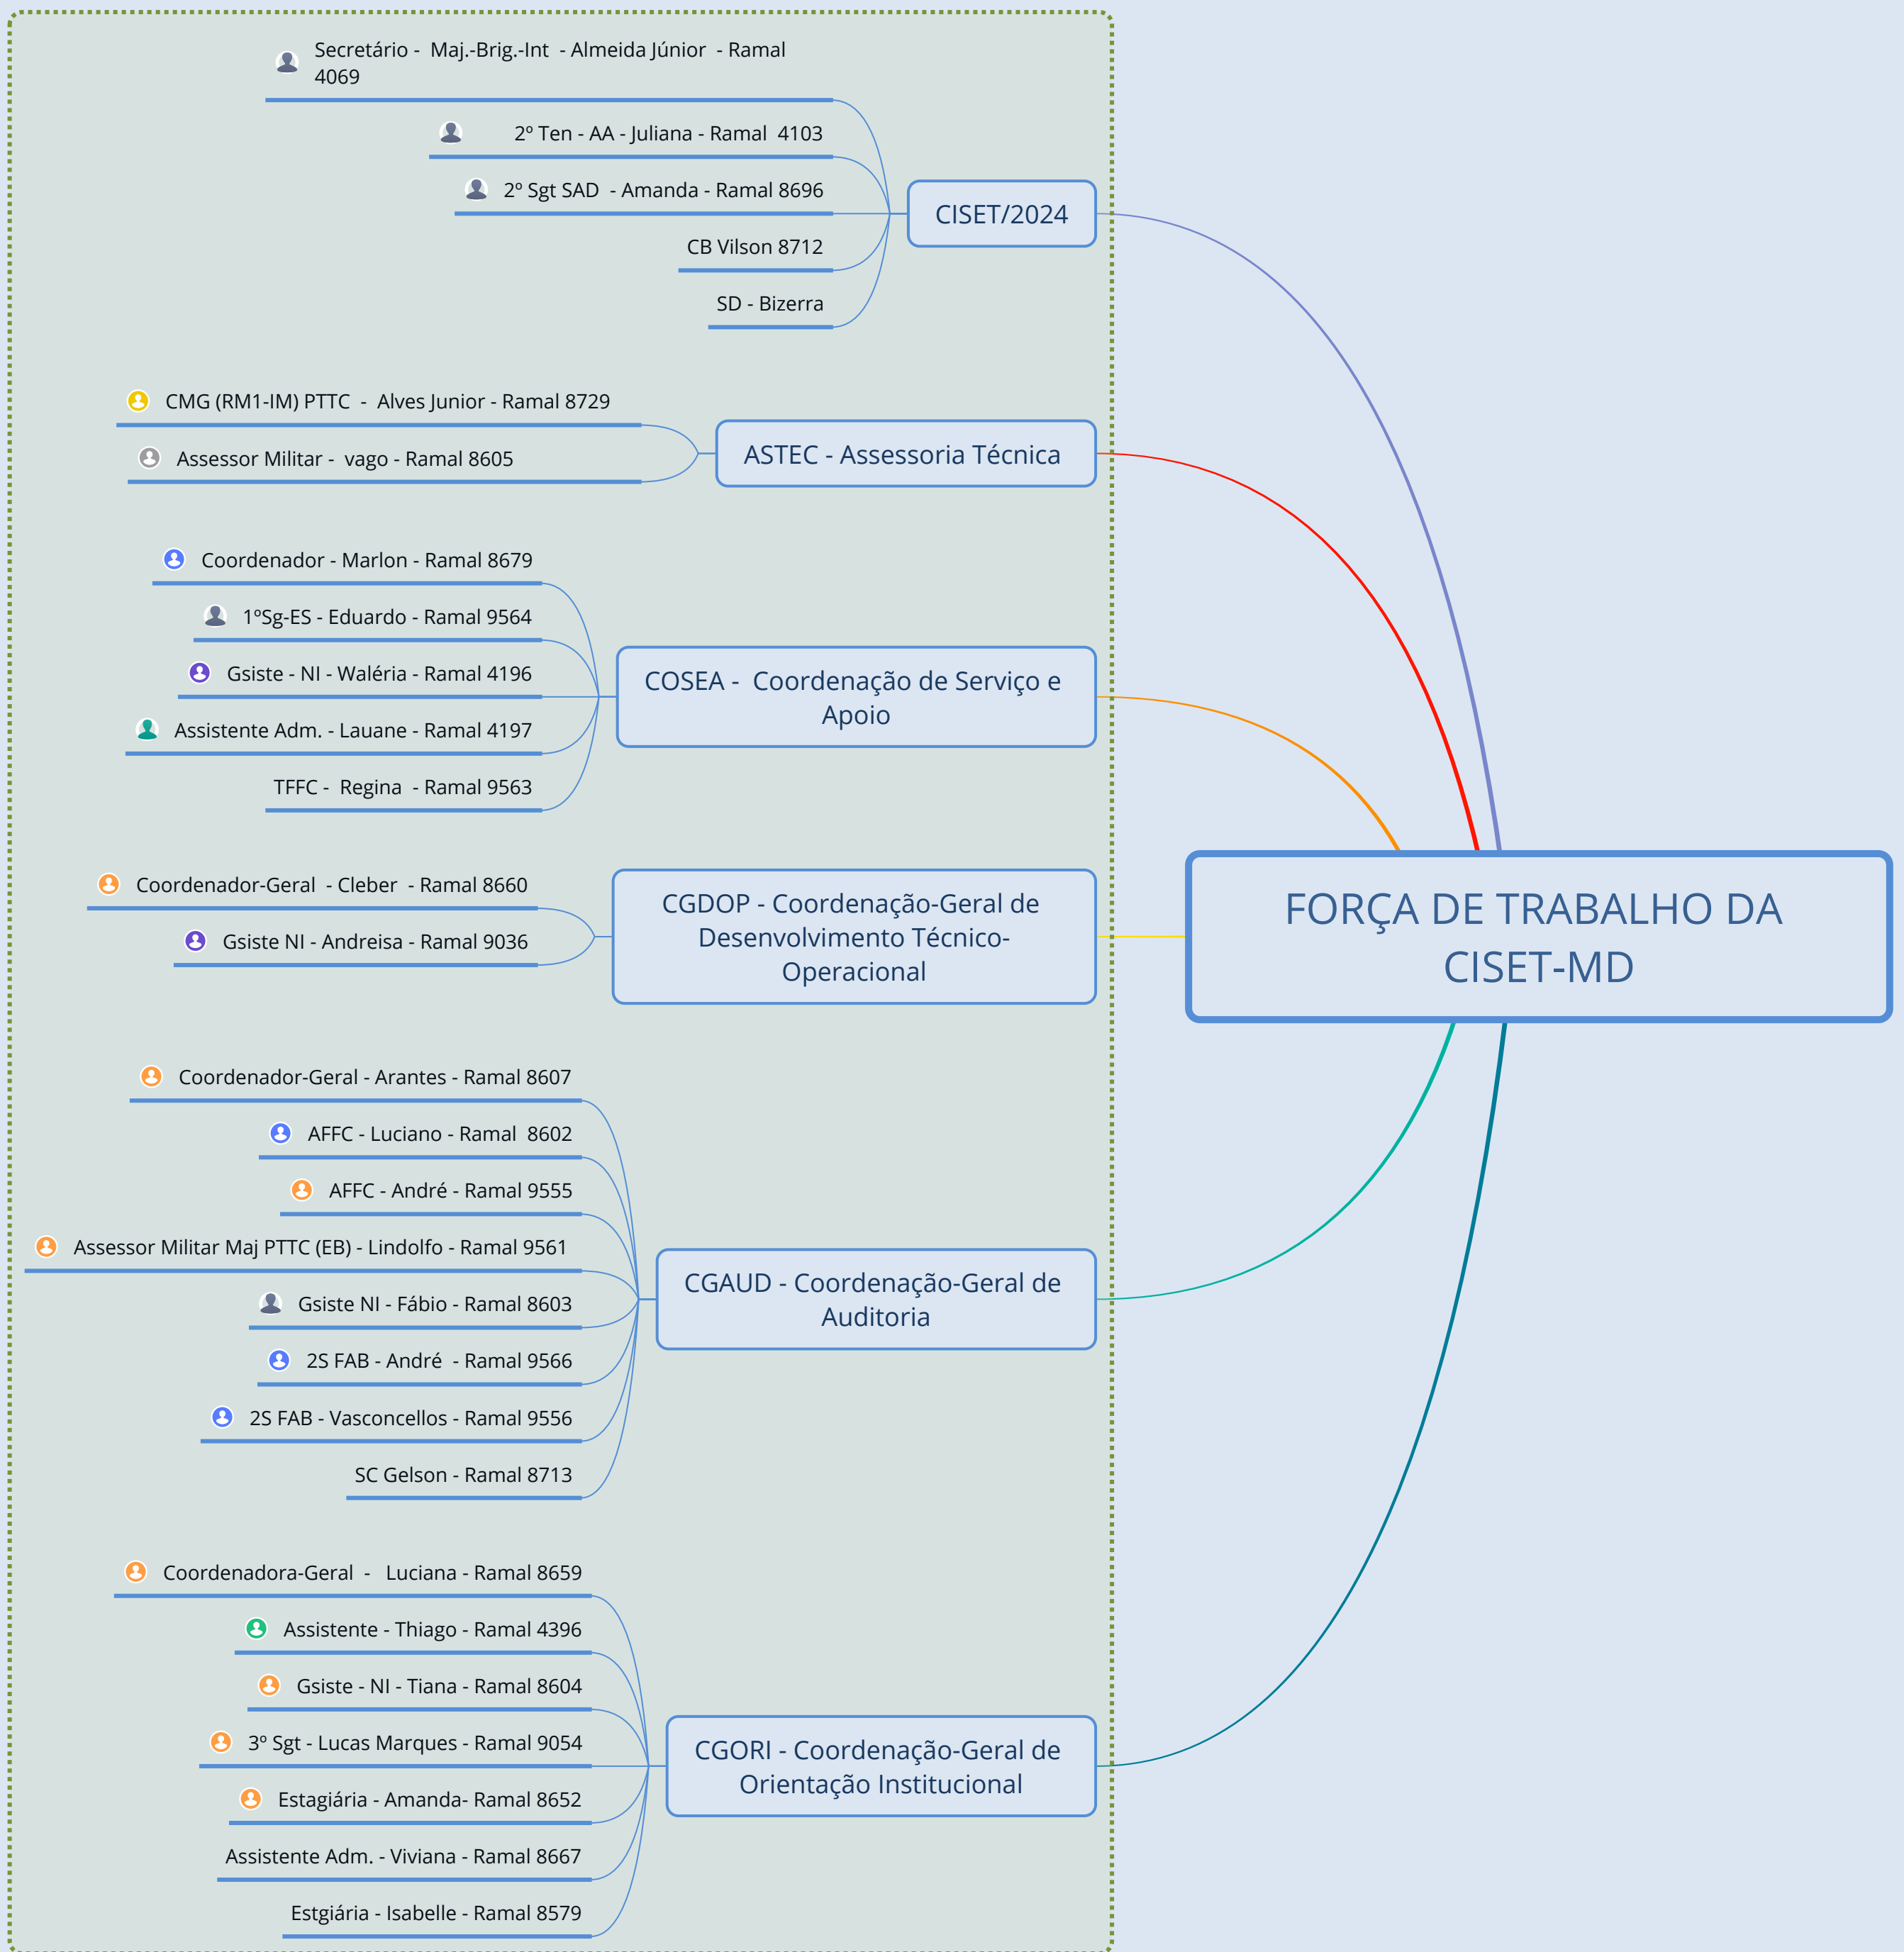 Secretário -  Maj.-Brig.-Int  - Almeida Júnior  - Ramal
4069
2º Ten - AA - Juliana - Ramal  4103
2º Sgt SAD  - Amanda - Ramal 8696
CB Vilson 8712
SD - Bizerra
CISET/2024
CMG (RM1-IM) PTTC  -  Alves Junior - Ramal 8729
Assessor Militar -  vago - Ramal 8605
ASTEC - Assessoria Técnica
Coordenador - Marlon - Ramal 8679
1ºSg-ES - Eduardo - Ramal 9564
Gsiste - NI - Waléria - Ramal 4196
Assistente Adm. - Lauane - Ramal 4197
TFFC -  Regina  - Ramal 9563
COSEA -  Coordenação de Serviço e
Apoio
Coordenador-Geral  - Cleber  - Ramal 8660
Gsiste NI - Andreisa - Ramal 9036
CGDOP - Coordenação-Geral de
Desenvolvimento Técnico-
Operacional
FORÇA DE TRABALHO DA
CISET-MD
Coordenador-Geral - Arantes - Ramal 8607
AFFC - Luciano - Ramal  8602
AFFC - André - Ramal 9555
Assessor Militar Maj PTTC (EB) - Lindolfo - Ramal 9561
Gsiste NI - Fábio - Ramal 8603
2S FAB - André  - Ramal 9566
2S FAB - Vasconcellos - Ramal 9556
SC Gelson - Ramal 8713
CGAUD - Coordenação-Geral de
Auditoria
Coordenadora-Geral  -   Luciana - Ramal 8659
Assistente - Thiago - Ramal 4396
Gsiste - NI - Tiana - Ramal 8604
3º Sgt - Lucas Marques - Ramal 9054
Estagiária - Amanda- Ramal 8652
Assistente Adm. - Viviana - Ramal 8667
Estgiária - Isabelle - Ramal 8579
CGORI - Coordenação-Geral de
Orientação Institucional